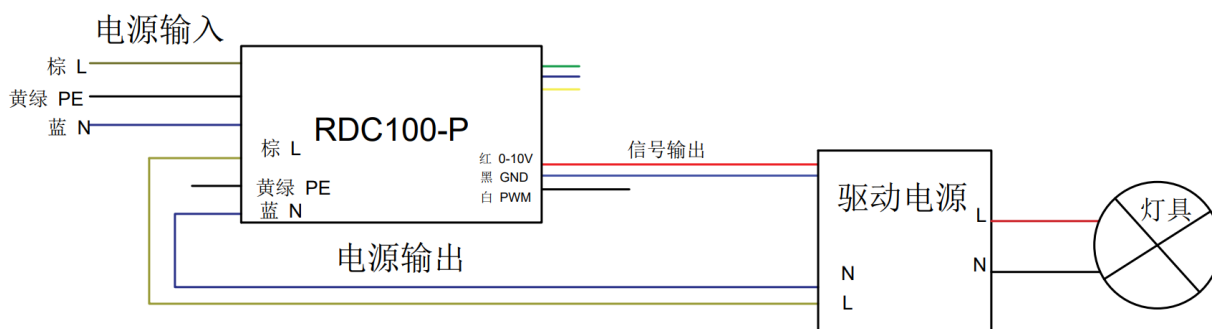 电源输入
棕 L
黄绿 PE
蓝 N
RDC100-P
棕 L
黄绿 PE
蓝 N
红 0-10V
黑 GND
白 PWM
电源输出
信号输出
驱动电源
L
N
N
L
灯具